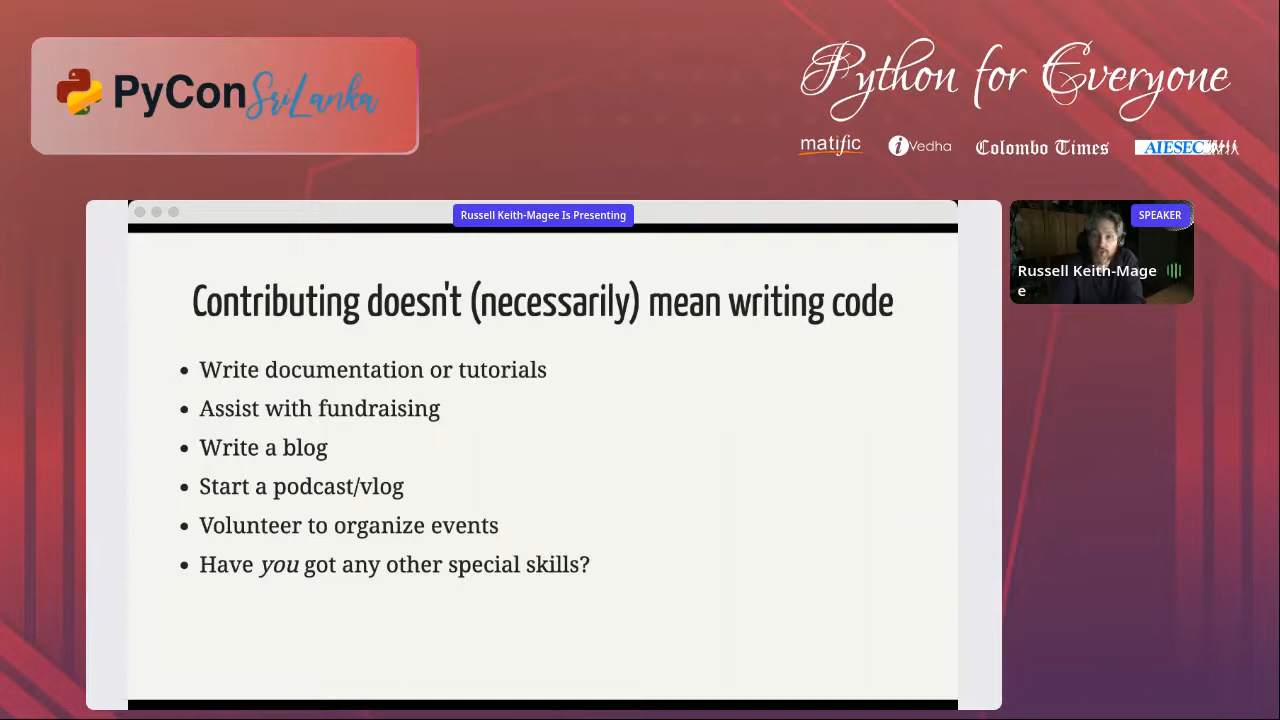 PyCon SriLanka
Python for Everyone
matific
iVedha
Colombo Times
AIESEC
Russell Keith-Magee Is Presenting
SPEAKER
Russell Keith-Mage
e
Contributing doesn't (necessarily) mean writing code
• Write documentation or tutorials
• Assist with fundraising
• Write a blog
• Start a podcast/vlog
• Volunteer to organize events
• Have you got any other special skills?